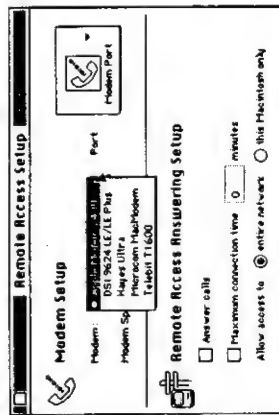 Remote Access Setup
Modem Setup
Modem:
Port
DSI 9624 LE/LE Plus
Hayes Ultra
Microcom MacModem
Telebit T1600
Modem Sp
Modem Port
Remote Access Answering Setup
Answer calls
Maximum connection time 0 minutes
Allow access to entire network this Macintosh only